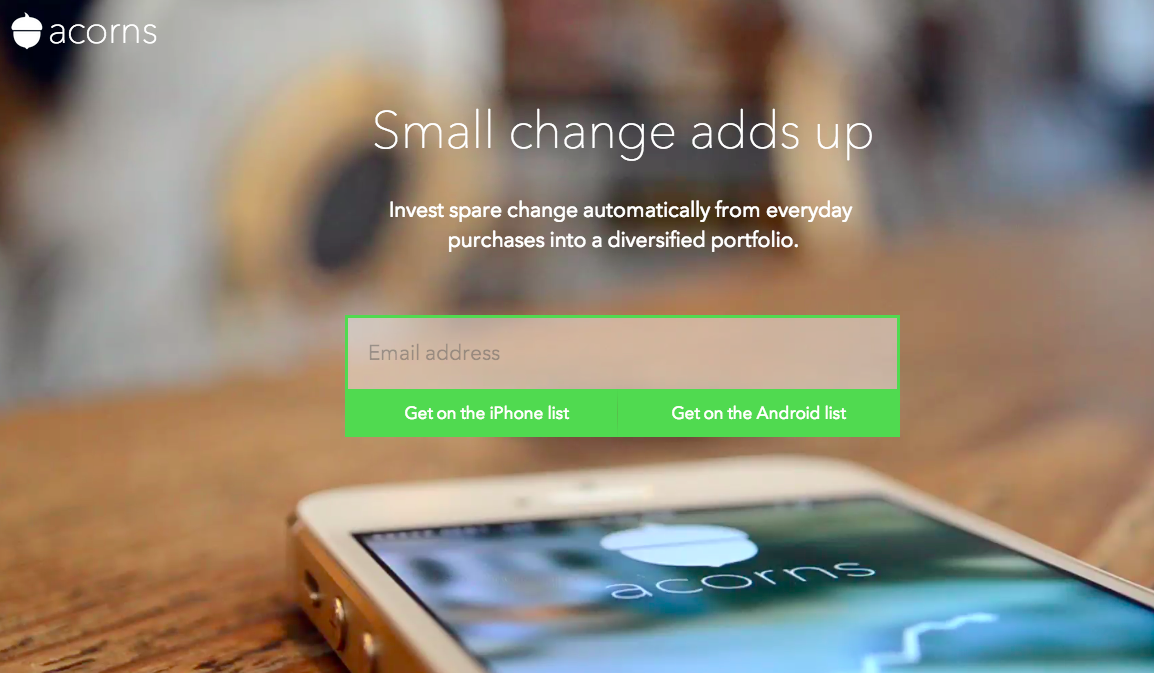 acorns
Small change adds up
Invest spare change automatically from everyday
purchases into a diversified portfolio.
Email address
Get on the iPhone list
Get on the Android list
acorns